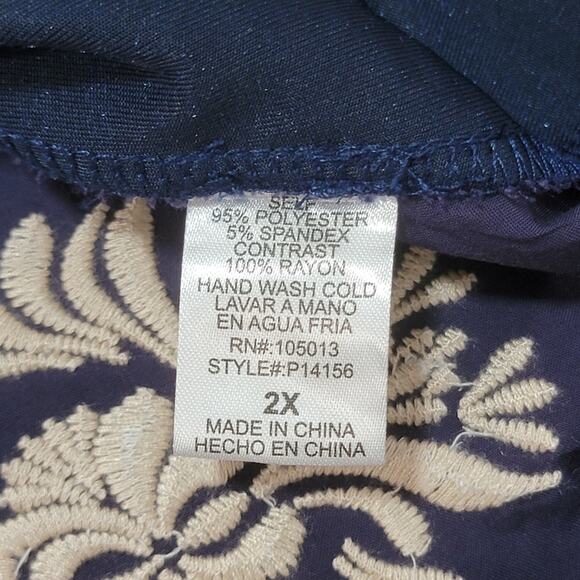 SELF
95% POLYESTER
5% SPANDEX
CONTRAST
100% RAYON
HAND WASH COLD
LAVAR A MANO
EN AGUA FRIA
RN#:105013
STYLE#:P14156
2X
MADE IN CHINA
HECHO EN CHINA